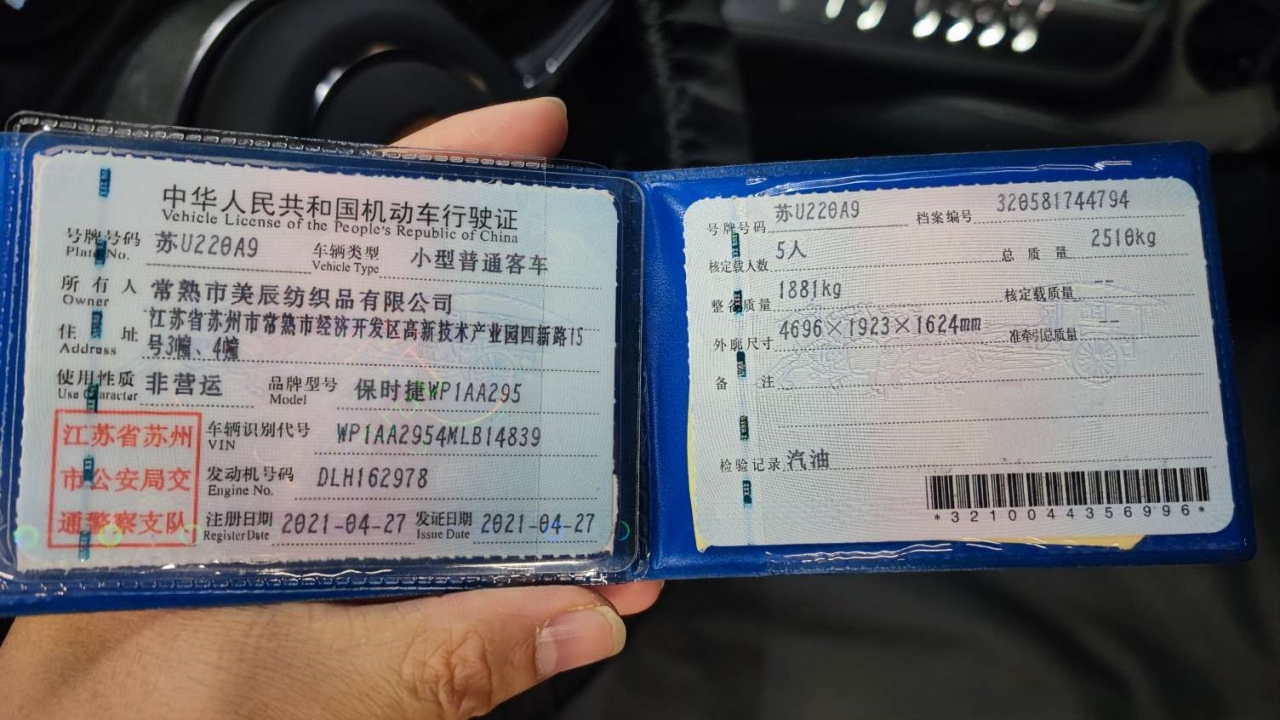 中华人民共和国机动车行驶证
Vehicle License of the People's Republic of China
号牌号码 苏U220A9 车辆类型 小型普通客车
Plate No. Vehicle Type
所有人 常熟市美辰纺织品有限公司
Owner
住址 江苏省苏州市常熟市经济开发区高新技术产业园四新路15
Address 号3幢、4幢
使用性质 非营运 品牌型号 保时捷WP1AA295
Use Character Model
江苏省苏州
市公安局交
通警察支队
车辆识别代号 WP1AA2954MLB14839
VIN
发动机号码 DLH162978
Engine No.
注册日期 2021-04-27 发证日期 2021-04-27
Register Date Issue Date
号牌号码 苏U220A9 档案编号 320581744794
核定载人数 5人 总质量 2510kg
整备质量 1881kg 核定载质量 --
外廓尺寸 4696×1923×1624mm 准牵引总质量 --
备注
检验记录 汽油
*3210044356996*